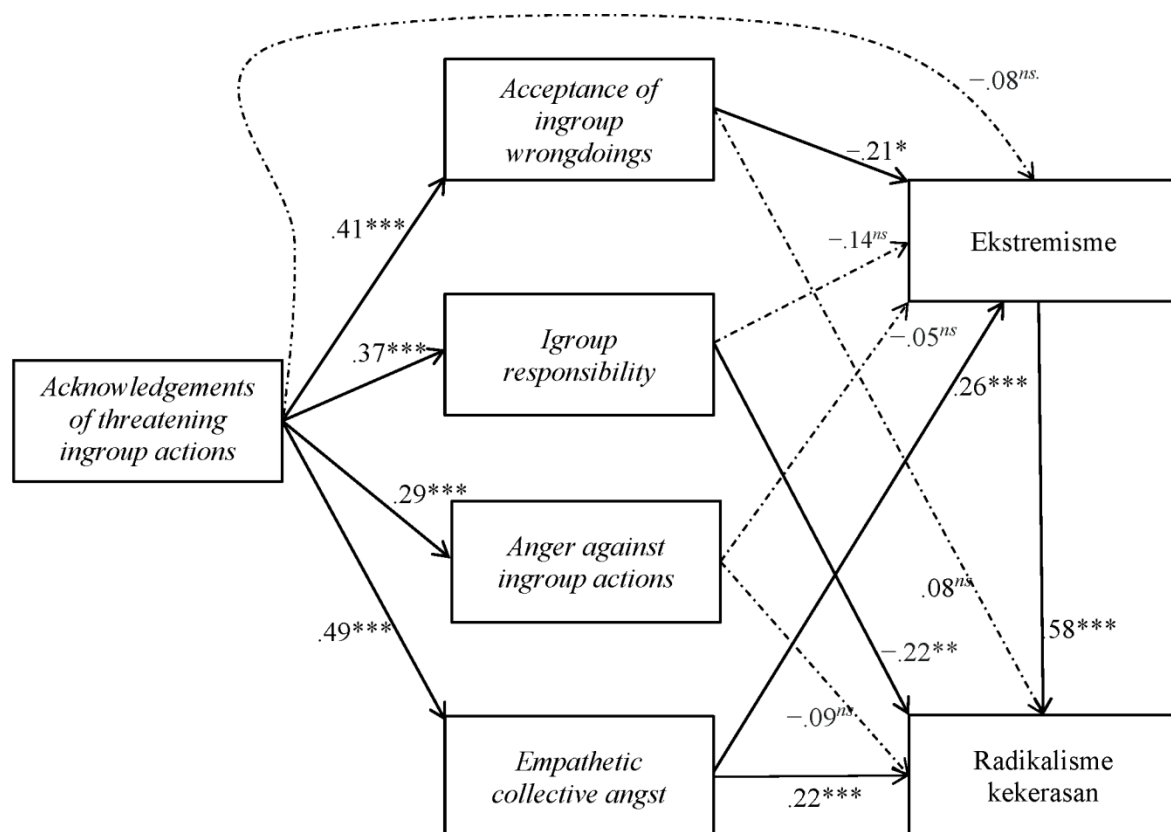 −.08ns.
Acceptance of
ingroup
wrongdoings
−.21*
.41***
−.14ns
Ekstremisme
Igroup
responsibility
.37***
−.05ns
.26***
Acknowledgements
of threatening
ingroup actions
.29***
Anger against
ingroup actions
.08ns.
.58***
.49***
−.22**
−.09ns.
Empathetic
collective angst
.22***
Radikalisme
kekerasan